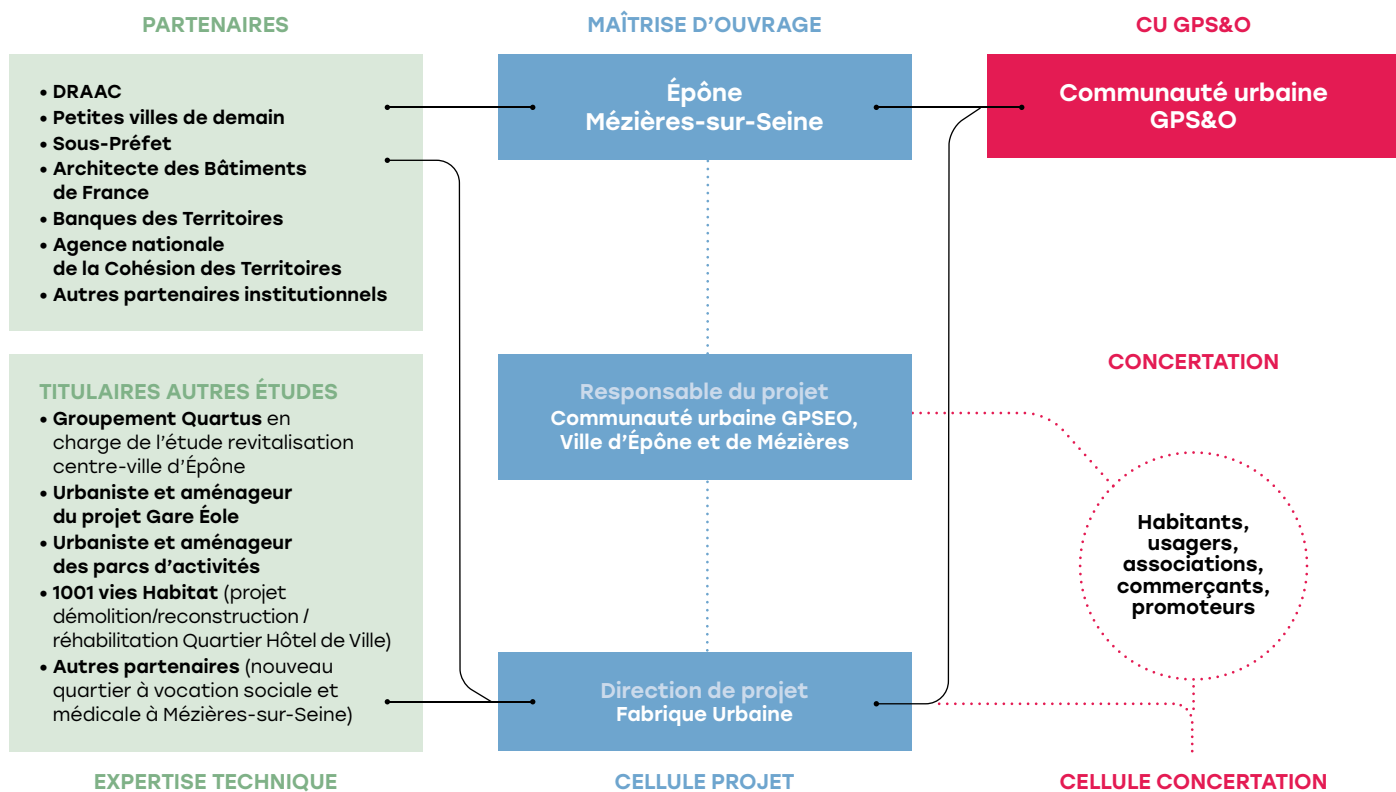 PARTENAIRES
• DRAAC
• Petites villes de demain
• Sous-Préfet
• Architecte des Bâtiments
de France
• Banques des Territoires
• Agence nationale
de la Cohésion des Territoires
• Autres partenaires institutionnels
TITULAIRES AUTRES ÉTUDES
• Groupement Quartus en
charge de l'étude revitalisation
centre-ville d'Épône
• Urbaniste et aménageur
du projet Gare Éole
• Urbaniste et aménageur
des parcs d'activités
• 1001 vies Habitat (projet
démolition/reconstruction /
réhabilitation Quartier Hôtel de Ville)
• Autres partenaires (nouveau
quartier à vocation sociale et
médicale à Mézières-sur-Seine)
EXPERTISE TECHNIQUE
MAÎTRISE D'OUVRAGE
Épône
Mézières-sur-Seine
Responsable du projet
Communauté urbaine GPSEO,
Ville d'Épône et de Mézières
Direction de projet
Fabrique Urbaine
CELLULE PROJET
CU GPS&O
Communauté urbaine
GPS&O
CONCERTATION
Habitants,
usagers,
associations,
commerçants,
promoteurs
CELLULE CONCERTATION